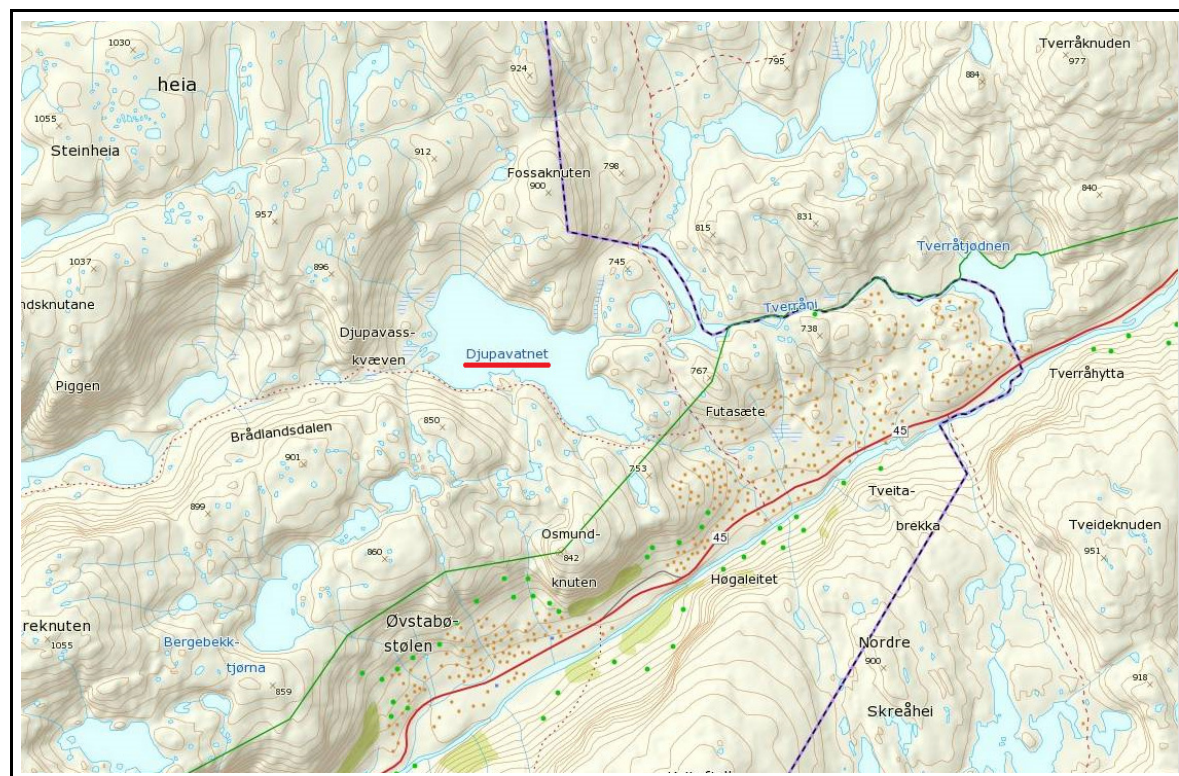 1030
924
795
Tverråknuden
977
884
heia
1055
Steinheia
912
Fossaknuten
900
798
840
957
831
815
Tverråtjødnen
1037
896
745
ndsknutane
Tverråni
Djupavass-
kvæven
Djupavatnet
738
Piggen
767
Tverråhytta
Futasæte
850
Brådlandsdalen
45
901
753
Tveita-
899
brekka
Tveideknuden
Osmund-
45
860
842
951
knuten
Høgaleitet
Øvstabø-
stølen
reknuten
1055
Bergebekk-
tjørna
Nordre
900
859
918
Skreåhei